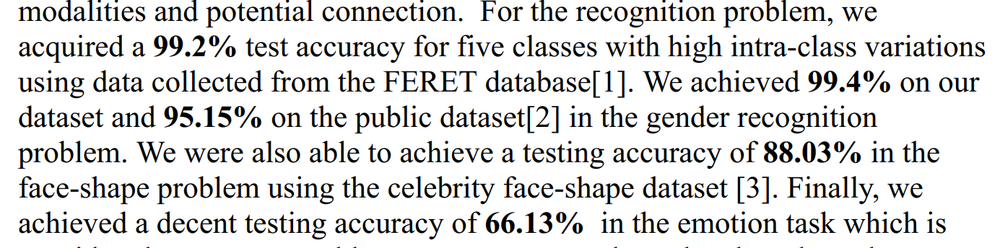 modalities and potential connection.  For the recognition problem, we
acquired a 99.2% test accuracy for five classes with high intra-class variations
using data collected from the FERET database[1]. We achieved 99.4% on our
dataset and 95.15% on the public dataset[2] in the gender recognition
problem. We were also able to achieve a testing accuracy of 88.03% in the
face-shape problem using the celebrity face-shape dataset [3]. Finally, we
achieved a decent testing accuracy of 66.13%  in the emotion task which is